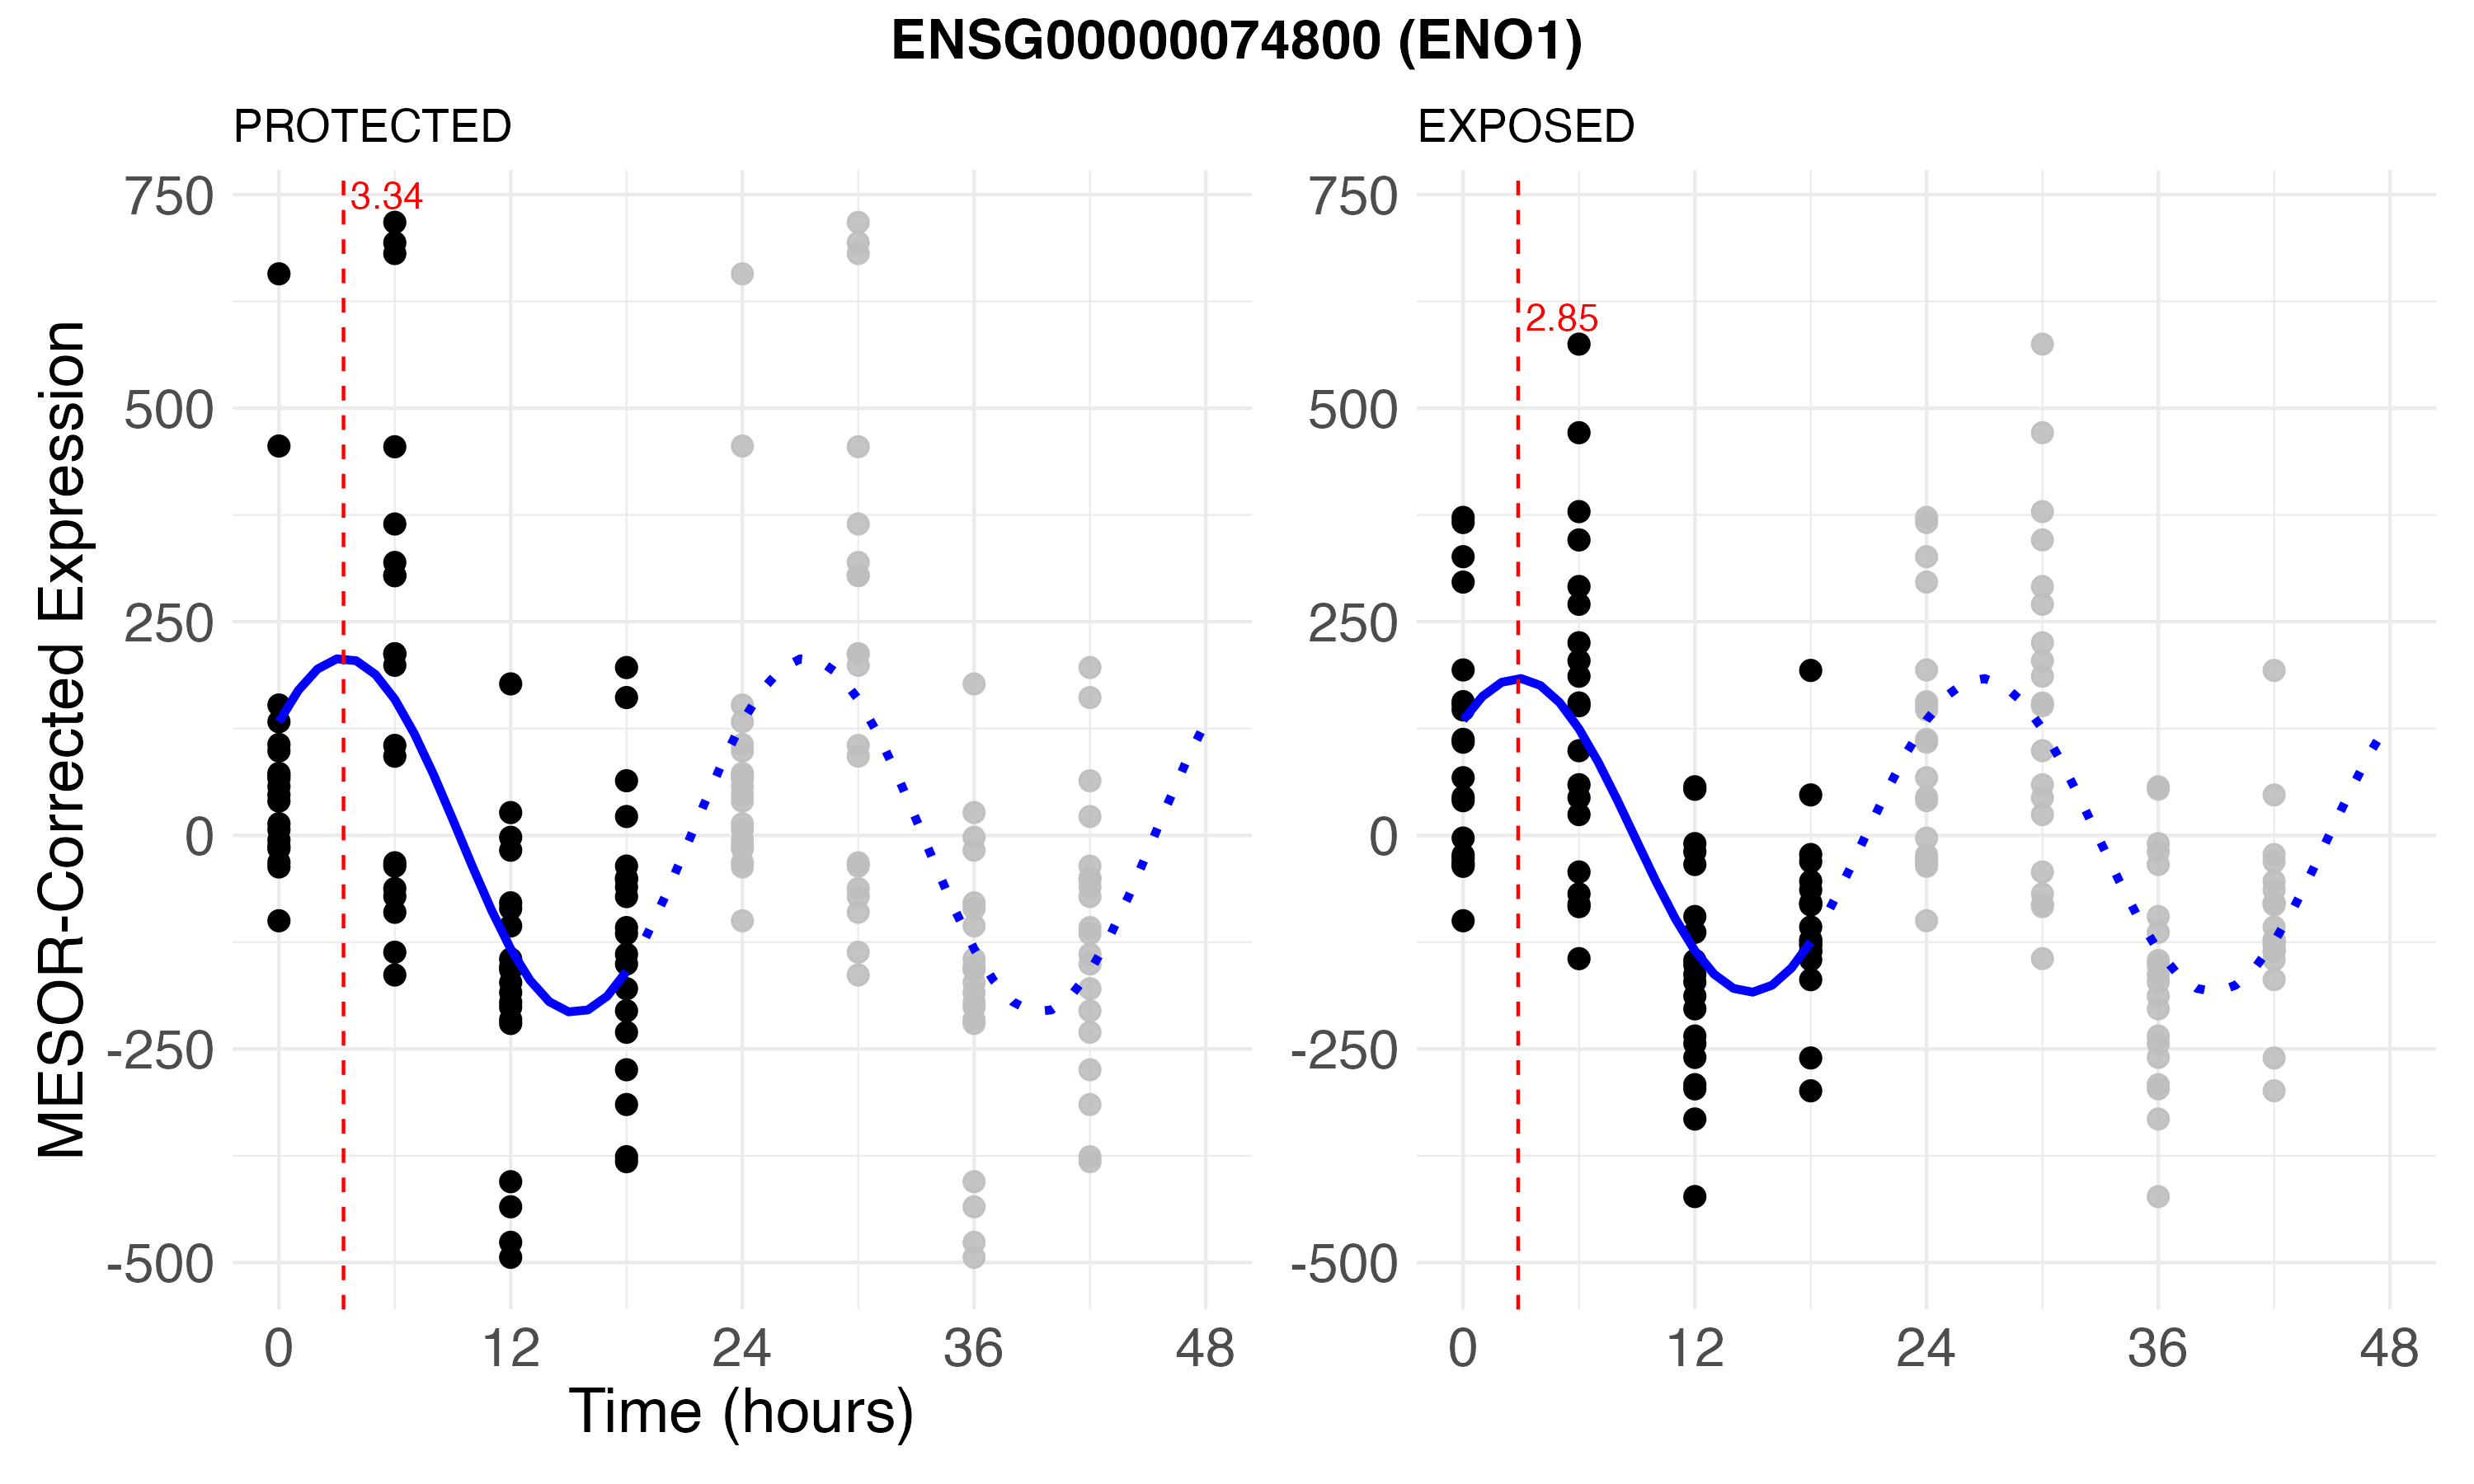 ENSG00000074800 (ENO1)
PROTECTED
EXPOSED
MESOR-Corrected Expression
750
500
250
0
-250
-500
3.34
0 12 24 36 48
750
500
250
0
-250
-500
2.85
0 12 24 36 48
Time (hours)